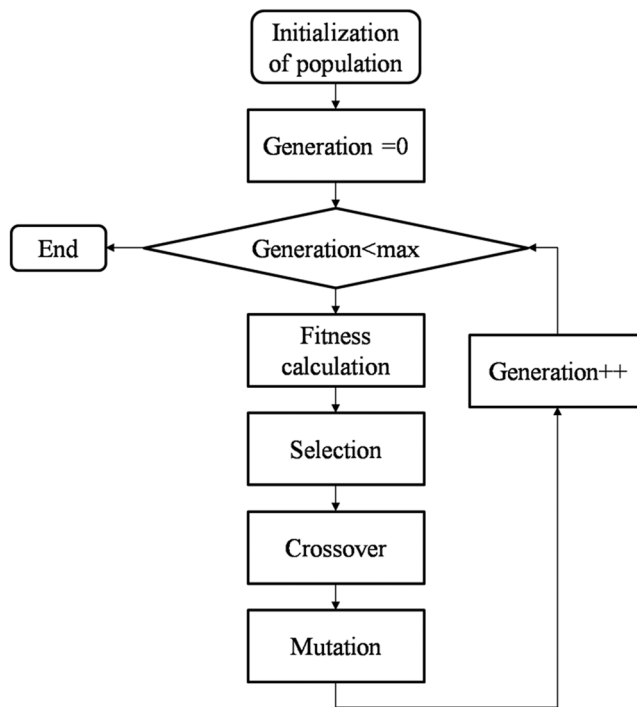 Initialization
of population
Generation =0
End
Generation<max
Fitness
calculation
Generation++
Selection
Crossover
Mutation